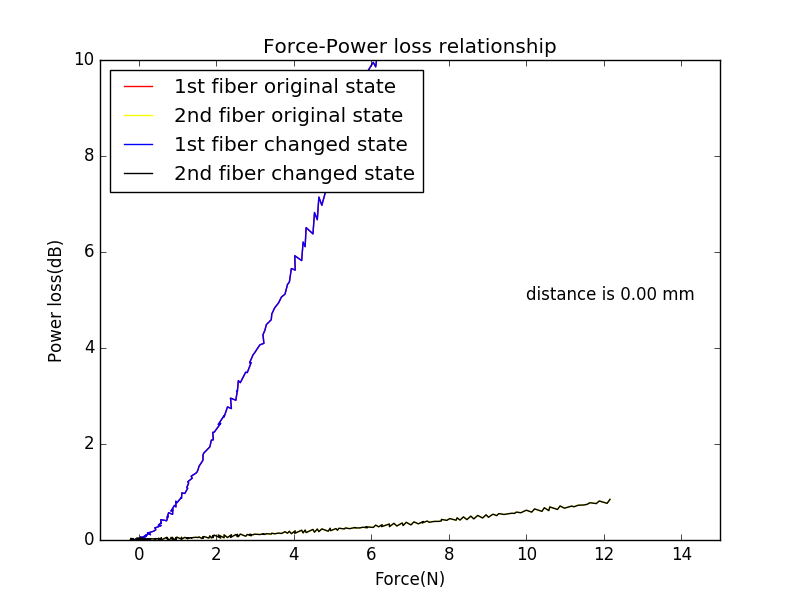 Force-Power loss relationship
10
8
6
4
2
0
Power loss(dB)
1st fiber original state
2nd fiber original state
1st fiber changed state
2nd fiber changed state
distance is 0.00 mm
0 2 4 6 8 10 12 14
Force(N)